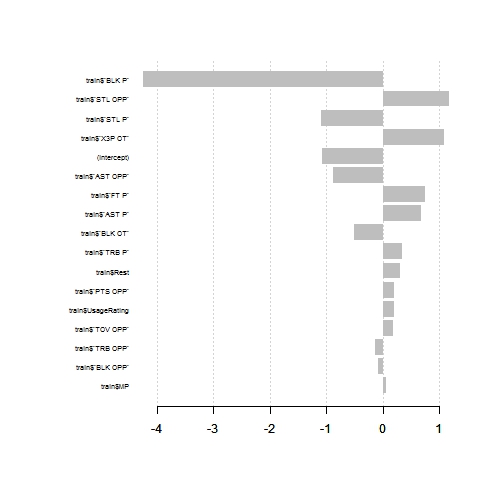 train$`BLK P`
train$`STL OPP`
train$`STL P`
train$`X3P OT`
(Intercept)
train$`AST OPP`
train$`FT P`
train$`AST P`
train$`BLK OT`
train$`TRB P`
train$Rest
train$`PTS OPP`
train$UsageRating
train$`TOV OPP`
train$`TRB OPP`
train$`BLK OPP`
train$MP
-4 -3 -2 -1 0 1